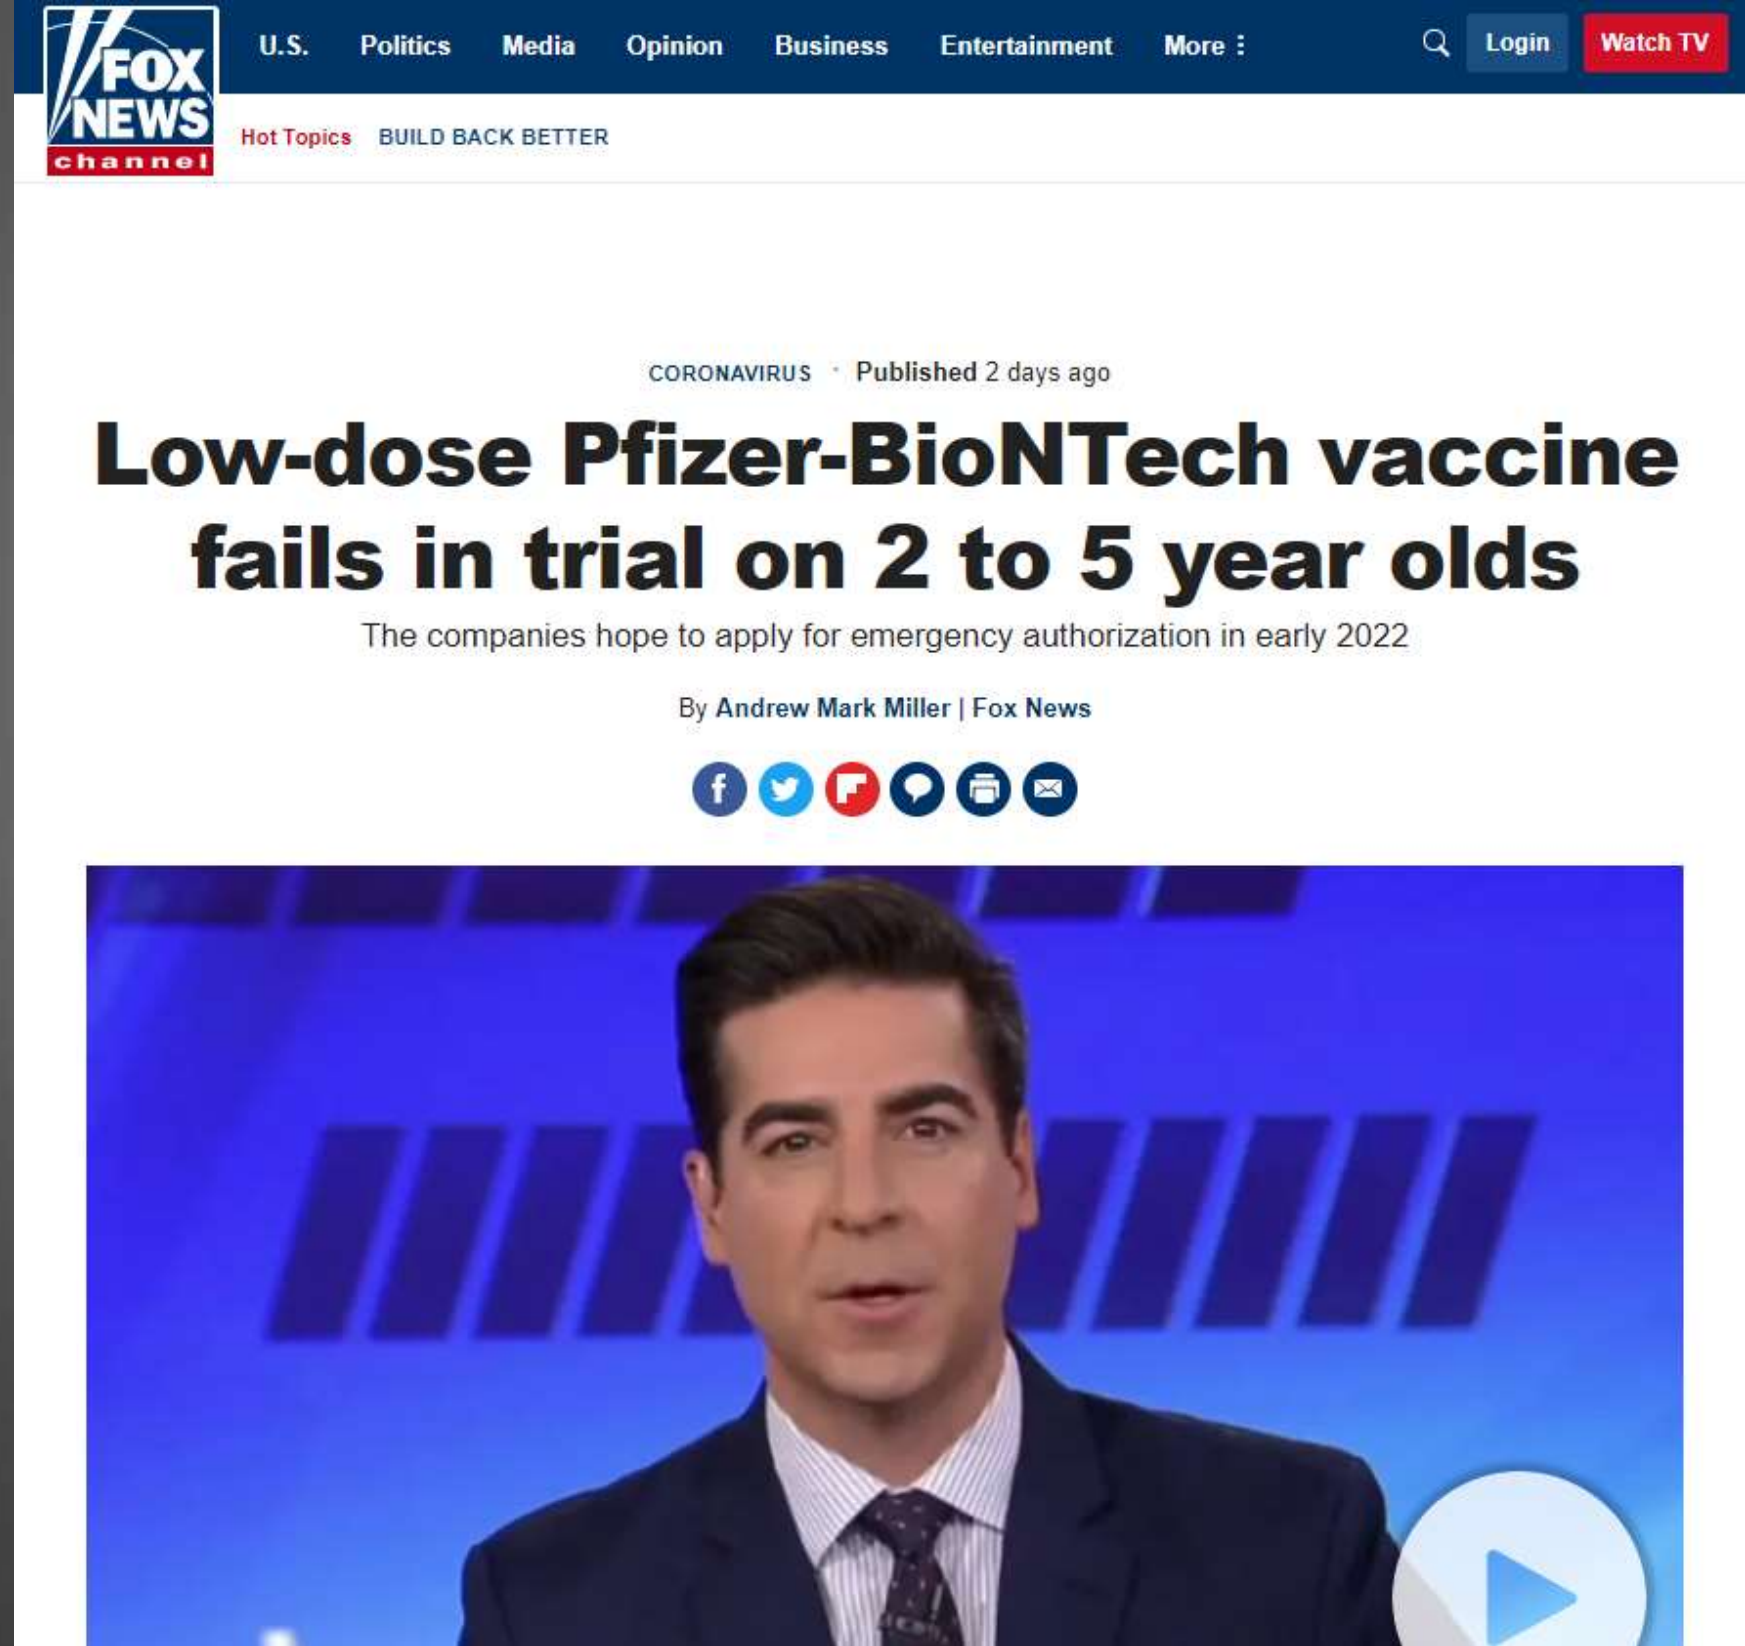 FOX
NEWS
channel
U.S. Politics Media Opinion Business Entertainment More Login Watch TV
Hot Topics BUILD BACK BETTER
CORONAVIRUS · Published 2 days ago
Low-dose Pfizer-BioNTech vaccine
fails in trial on 2 to 5 year olds
The companies hope to apply for emergency authorization in early 2022
By Andrew Mark Miller | Fox News